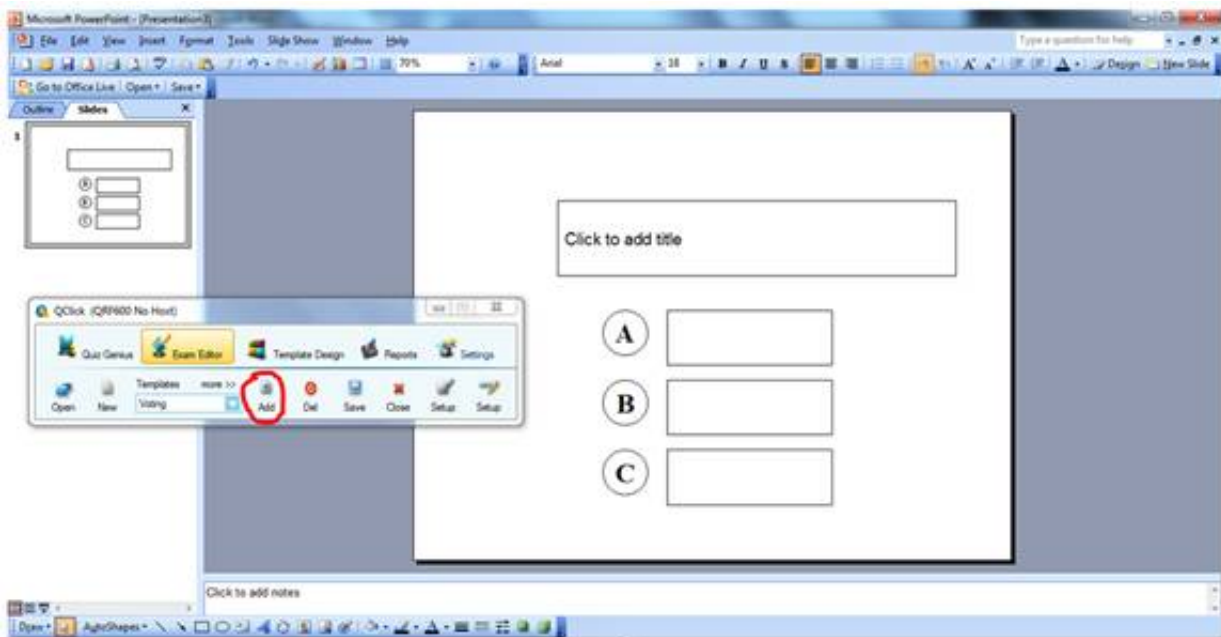 Microsoft PowerPoint - [Presentation3]
File Edit View Insert Format Tools Slide Show Window Help
Type a question for help
70% Arial 18 B I U S A A A Design New Slide
Go to Office Live Open Save
Outline Slides
1
A
B
C
Click to add title
A
B
C
QClick (QRF600 No Host)
Quiz Genius Exam Editor Template Design Reports Settings
Templates more >>
Open New Voting Add Del Save Close Setup Setup
Click to add notes
Draw AutoShapes